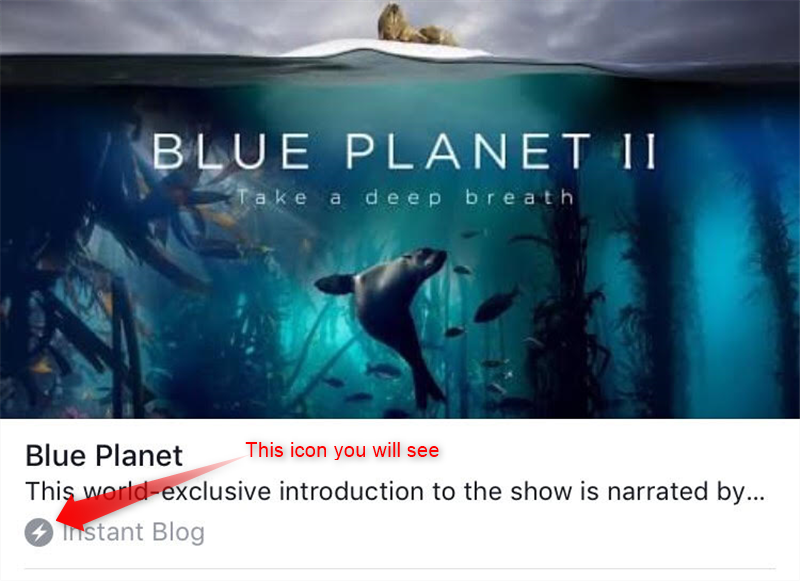 BLUE PLANET II
Take a deep breath
Blue Planet
This icon you will see
This world-exclusive introduction to the show is narrated by...
Instant Blog